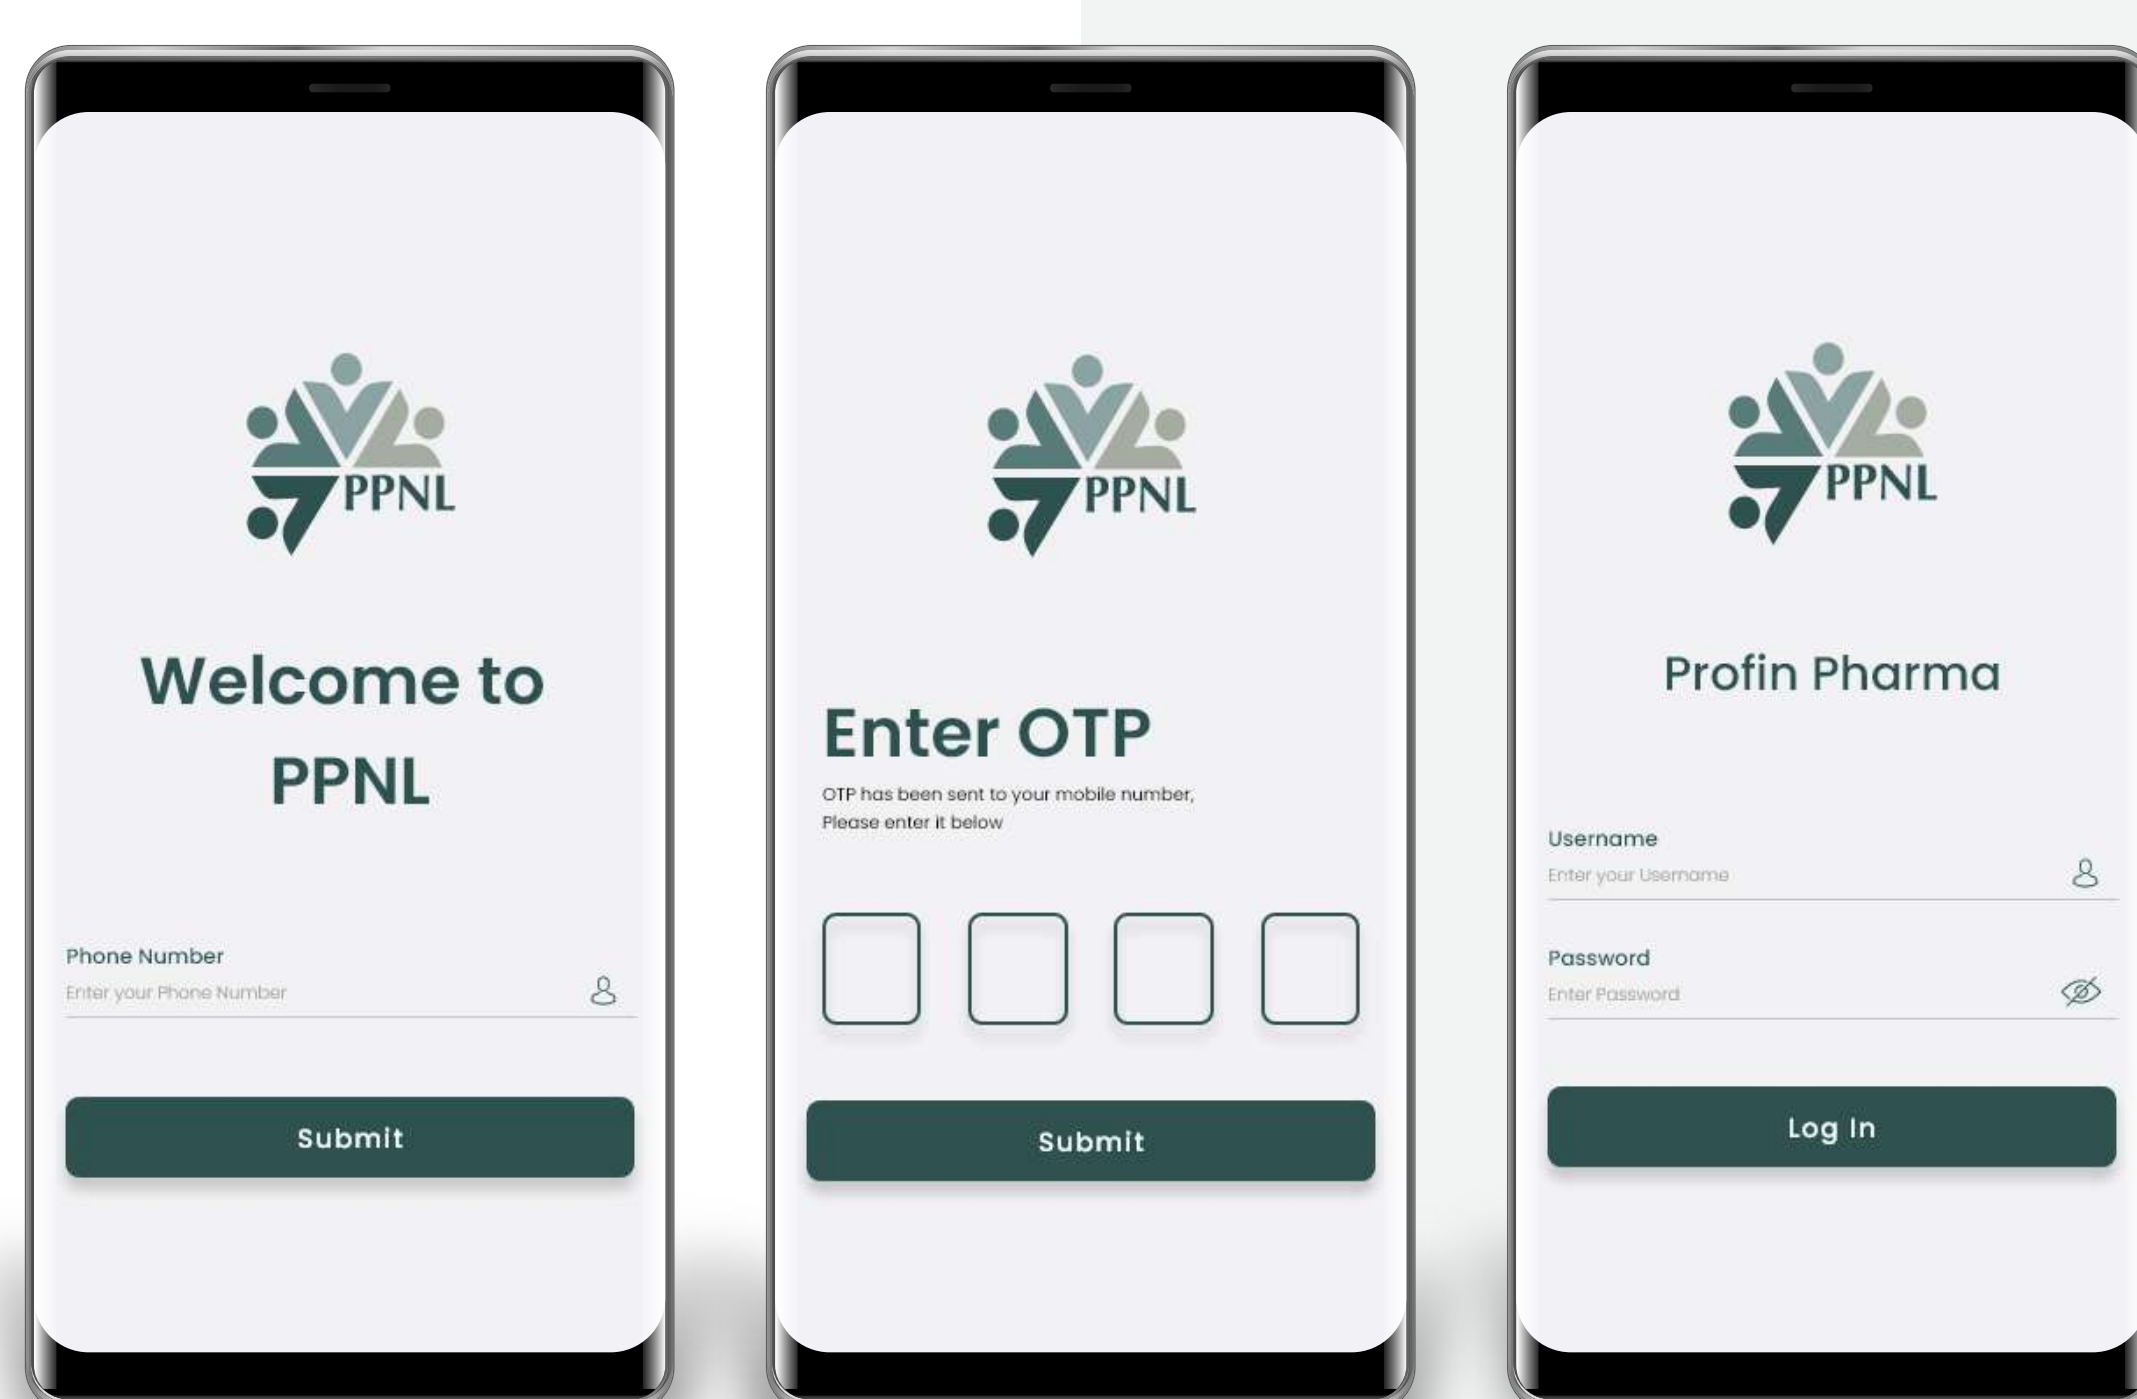 PPNL
Welcome to
PPNL
Phone Number
Enter your Phone Number
Submit
PPNL
Enter OTP
OTP has been sent to your mobile number,
Please enter it below
Submit
PPNL
Profin Pharma
Username
Enter your Username
Password
Enter Password
Log In